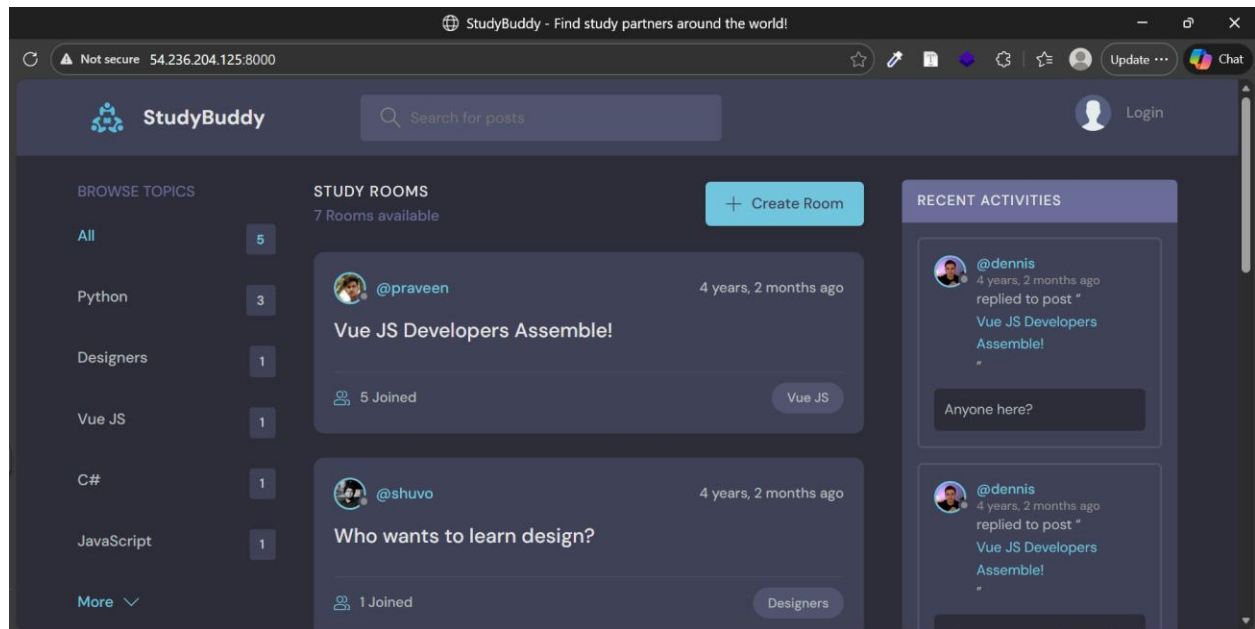 StudyBuddy - Find study partners around the world!
Not secure 54.236.204.125:8000
Update ···
Chat
StudyBuddy
Search for posts
Login
BROWSE TOPICS
All
5
Python
3
Designers
1
Vue JS
1
C#
1
JavaScript
1
More
STUDY ROOMS
7 Rooms available
+ Create Room
@praveen
4 years, 2 months ago
Vue JS Developers Assemble!
5 Joined
Vue JS
@shuvo
4 years, 2 months ago
Who wants to learn design?
1 Joined
Designers
RECENT ACTIVITIES
@dennis
4 years, 2 months ago
replied to post “
Vue JS Developers
Assemble!
”
Anyone here?
@dennis
4 years, 2 months ago
replied to post “
Vue JS Developers
Assemble!
”